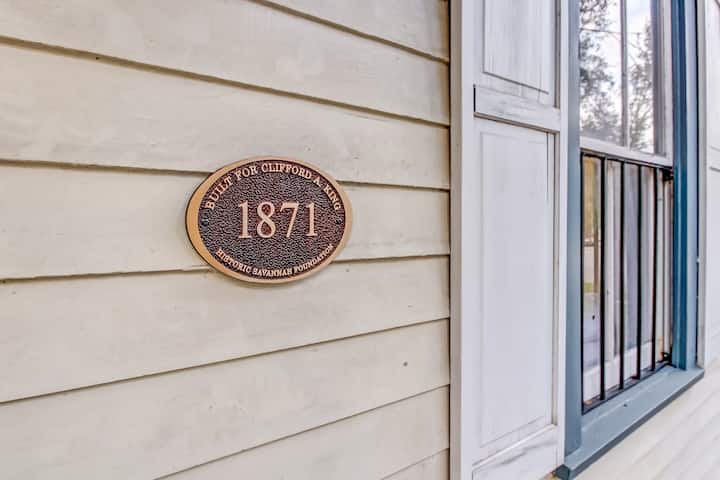 BUILT FOR CLIFFORD A. KING
1871
HISTORIC SAVANNAH FOUNDATION